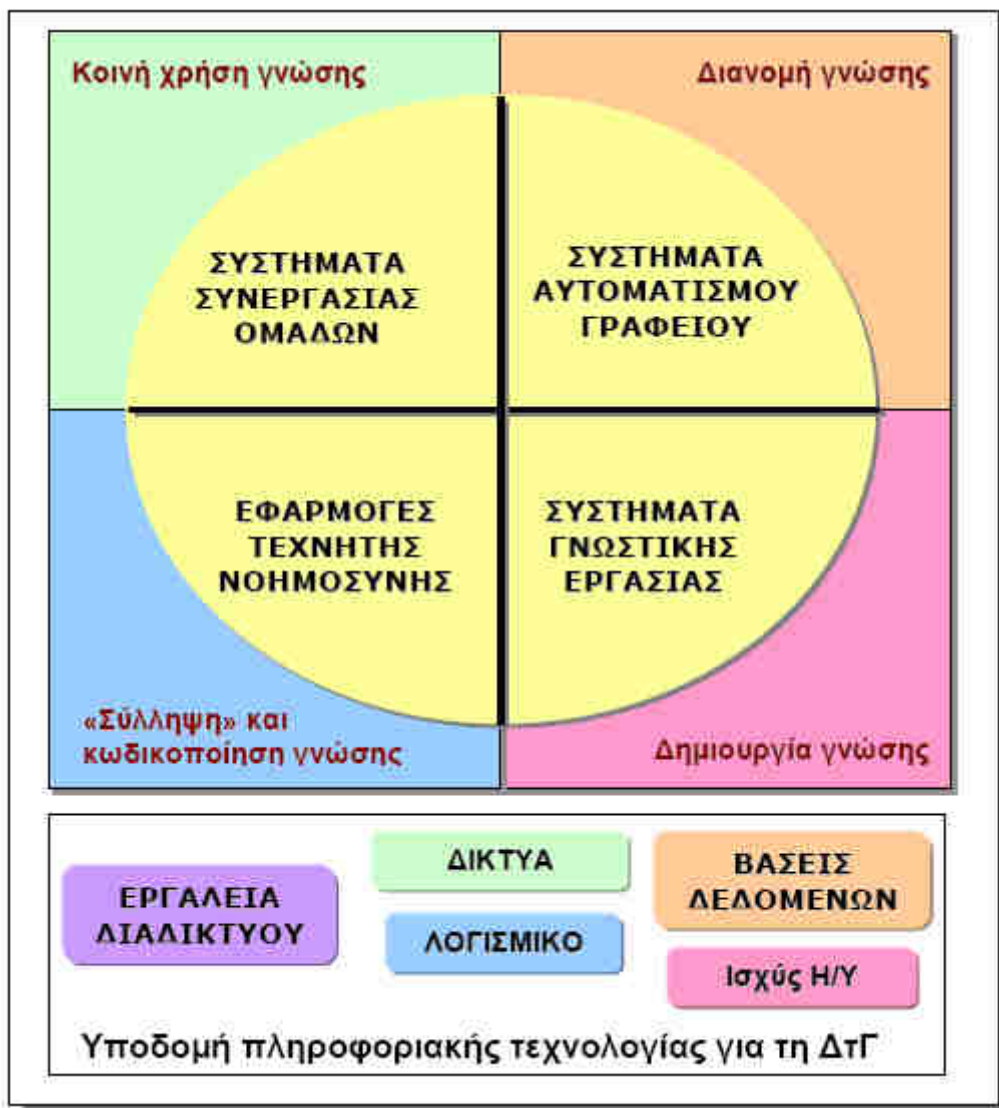 Κοινή χρήση γνώσης
Διανομή γνώσης
ΣΥΣΤΗΜΑΤΑ
ΣΥΝΕΡΓΑΣΙΑΣ
ΟΜΑΔΩΝ
ΣΥΣΤΗΜΑΤΑ
ΑΥΤΟΜΑΤΙΣΜΟΥ
ΓΡΑΦΕΙΟΥ
ΕΦΑΡΜΟΓΕΣ
ΤΕΧΝΗΤΗΣ
ΝΟΗΜΟΣΥΝΗΣ
ΣΥΣΤΗΜΑΤΑ
ΓΝΩΣΤΙΚΗΣ
ΕΡΓΑΣΙΑΣ
«Σύλληψη» και
κωδικοποίηση γνώσης
Δημιουργία γνώσης
ΕΡΓΑΛΕΙΑ
ΔΙΑΔΙΚΤΥΟΥ
ΔΙΚΤΥΑ
ΛΟΓΙΣΜΙΚΟ
ΒΑΣΕΙΣ
ΔΕΔΟΜΕΝΩΝ
Ισχύς Η/Υ
Υποδομή πληροφοριακής τεχνολογίας για τη ΔτΓ